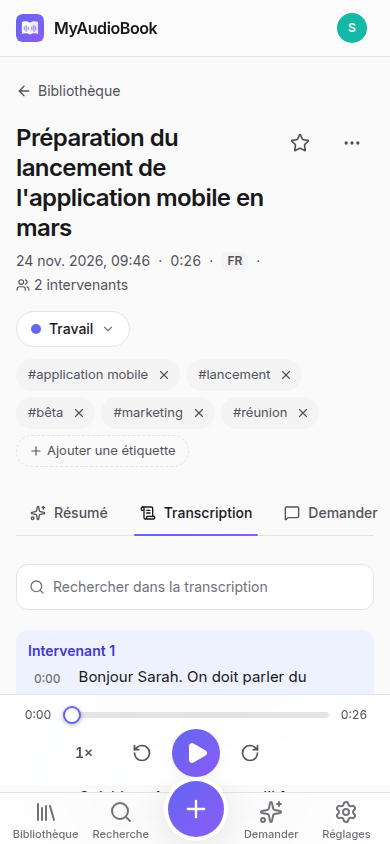 MyAudioBook
S
Bibliothèque
Préparation du
lancement de
l'application mobile en
mars
24 nov. 2026, 09:46 · 0:26 · FR ·
2 intervenants
Travail
#application mobile #lancement
#bêta #marketing #réunion
Ajouter une étiquette
Résumé Transcription Demander
Rechercher dans la transcription
Intervenant 1
0:00 Bonjour Sarah. On doit parler du
0:00 0:26
1×
Bibliothèque Recherche Demander Réglages